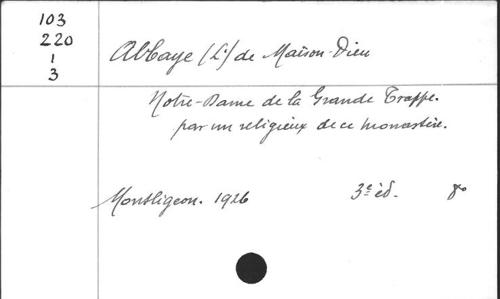 103
220
1
3
Abbaye (L') de Maison-Dieu
Notre-Dame de la Grande Trappe.
par un religieux de ce monastère.
Montligeon. 1926 3e éd. 8o